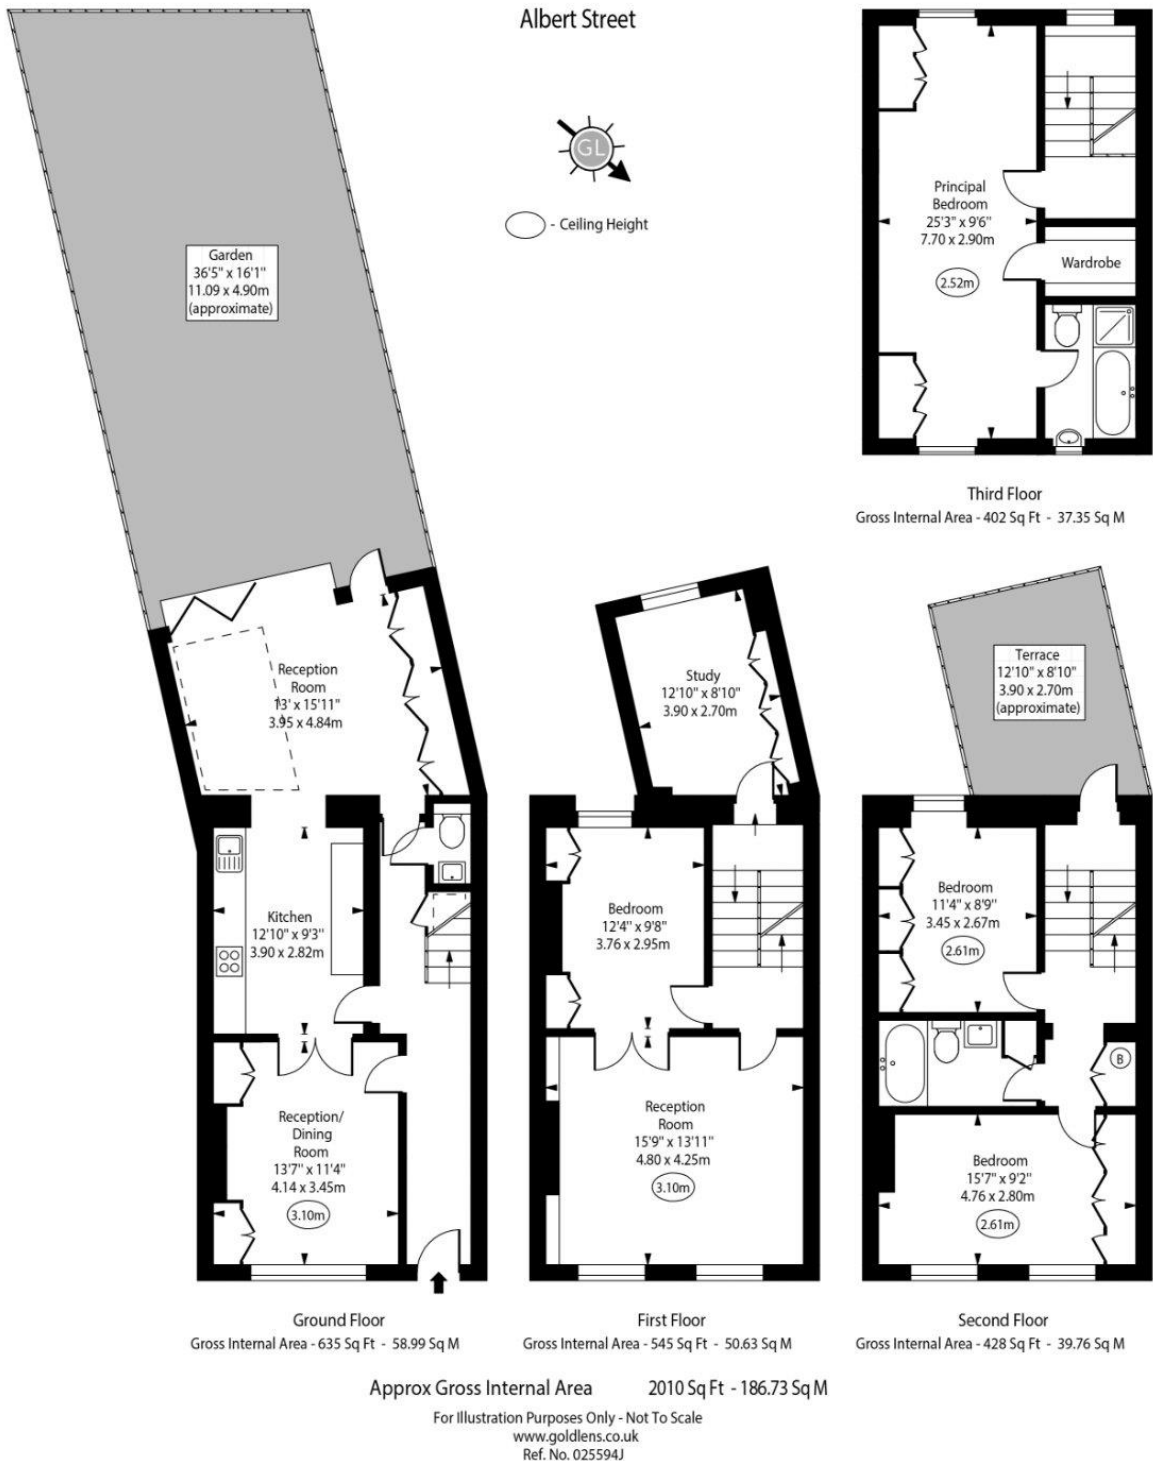 Albert Street
GL
- Ceiling Height
Garden
36'5" x 16'1"
11.09 x 4.90m
(approximate)
Principal
Bedroom
25'3" x 9'6"
7.70 x 2.90m
2.52m
Wardrobe
Third Floor
Gross Internal Area - 402 Sq Ft - 37.35 Sq M
Reception
Room
13' x 15'11"
3.95 x 4.84m
Kitchen
12'10" x 9'3"
3.90 x 2.82m
Reception/
Dining
Room
13'7" x 11'4"
4.14 x 3.45m
3.10m
Ground Floor
Gross Internal Area - 635 Sq Ft - 58.99 Sq M
Study
12'10" x 8'10"
3.90 x 2.70m
Bedroom
12'4" x 9'8"
3.76 x 2.95m
Reception
Room
15'9" x 13'11"
4.80 x 4.25m
3.10m
First Floor
Gross Internal Area - 545 Sq Ft - 50.63 Sq M
Terrace
12'10" x 8'10"
3.90 x 2.70m
(approximate)
Bedroom
11'4" x 8'9"
3.45 x 2.67m
2.61m
B
Bedroom
15'7" x 9'2"
4.76 x 2.80m
2.61m
Second Floor
Gross Internal Area - 428 Sq Ft - 39.76 Sq M
Approx Gross Internal Area 2010 Sq Ft - 186.73 Sq M
For Illustration Purposes Only - Not To Scale
www.goldlens.co.uk
Ref. No. 025594J